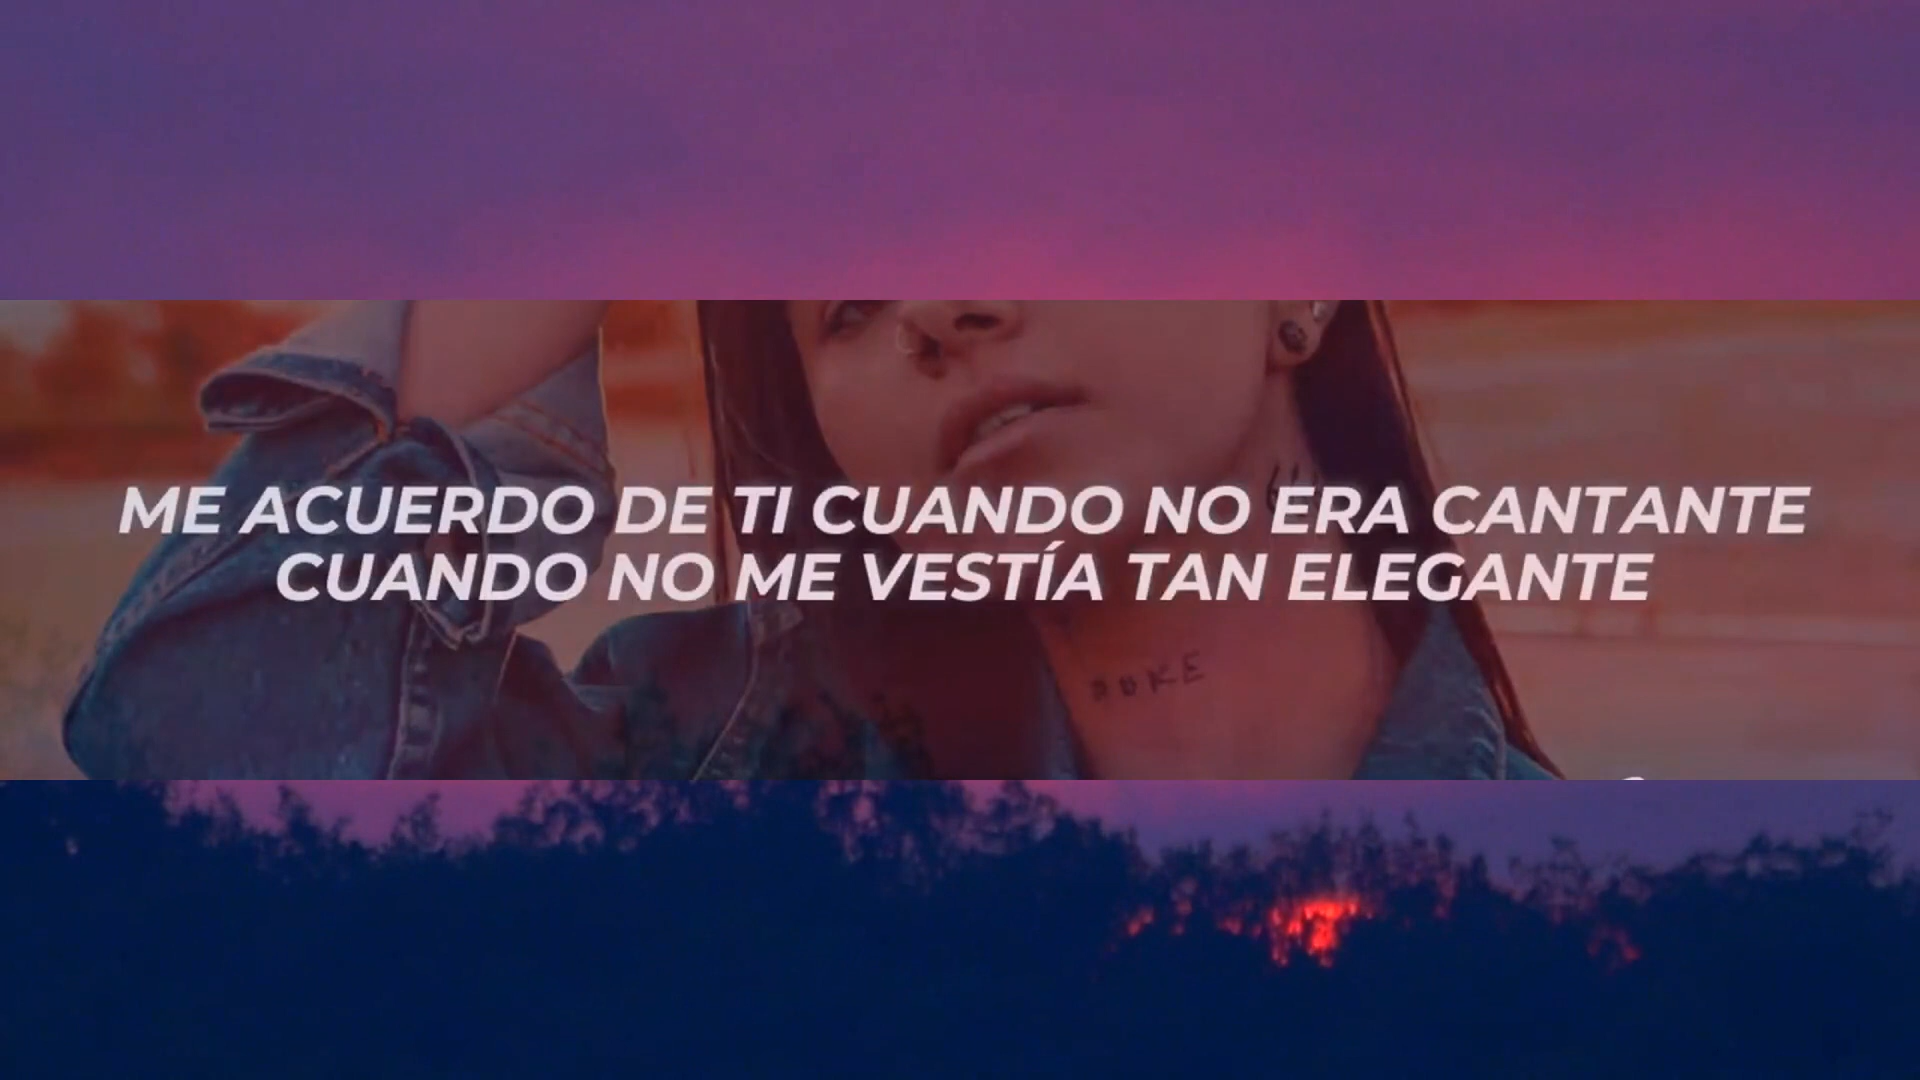 ME ACUERDO DE TI CUANDO NO ERA CANTANTE
CUANDO NO ME VESTÍA TAN ELEGANTE